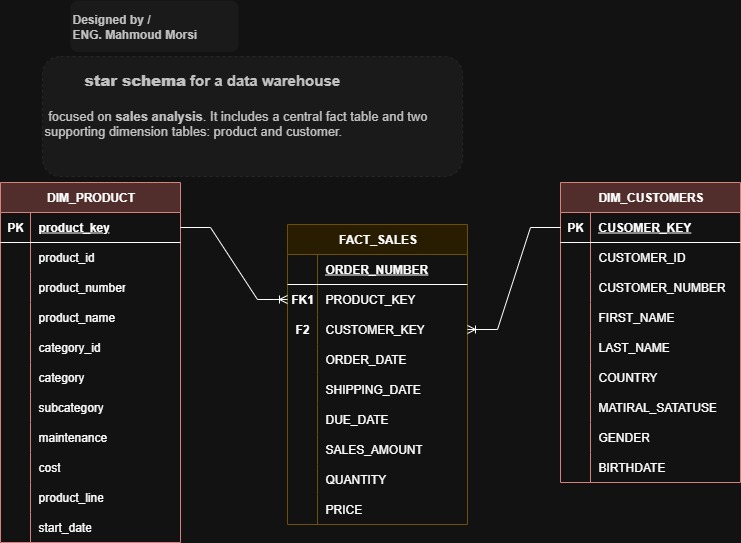 Designed by /
ENG. Mahmoud Morsi
star schema for a data warehouse
focused on sales analysis. It includes a central fact table and two
supporting dimension tables: product and customer.
DIM_PRODUCT
PK product_key
product_id
product_number
product_name
category_id
category
subcategory
maintenance
cost
product_line
start_date
FACT_SALES
ORDER_NUMBER
FK1 PRODUCT_KEY
F2 CUSTOMER_KEY
ORDER_DATE
SHIPPING_DATE
DUE_DATE
SALES_AMOUNT
QUANTITY
PRICE
DIM_CUSTOMERS
PK CUSOMER_KEY
CUSTOMER_ID
CUSTOMER_NUMBER
FIRST_NAME
LAST_NAME
COUNTRY
MATIRAL_SATATUSE
GENDER
BIRTHDATE